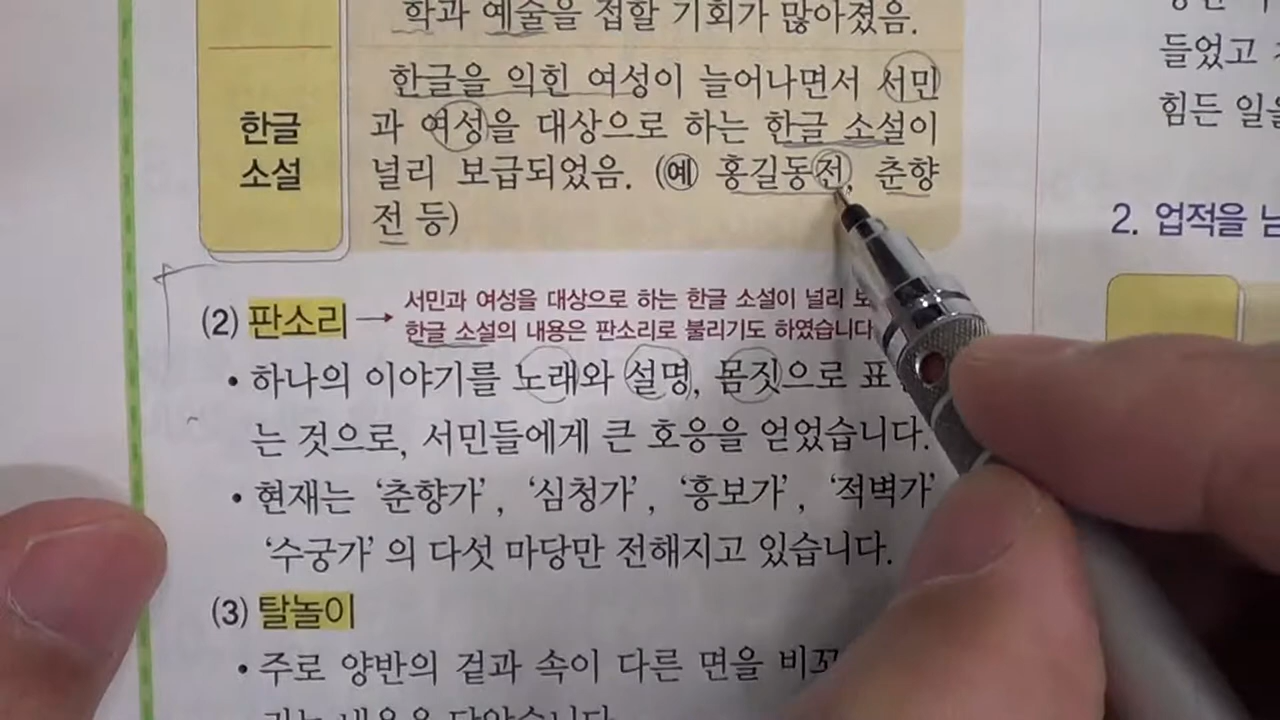 학과 예술을 접할 기회가 많아졌음.
한글
소설
한글을 익힌 여성이 늘어나면서 서민
과 여성을 대상으로 하는 한글 소설이
널리 보급되었음. (예 홍길동전, 춘향
전 등)
(2) 판소리 → 서민과 여성을 대상으로 하는 한글 소설이 널리
한글 소설의 내용은 판소리로 불리기도 하였습니다
• 하나의 이야기를 노래와 설명, 몸짓으로
는 것으로, 서민들에게 큰 호응을 얻었습니다.
• 현재는 ‘춘향가’, ‘심청가’, ‘흥보가’, ‘적벽가’
‘수궁가’의 다섯 마당만 전해지고 있습니다.
(3) 탈놀이
• 주로 양반의 겉과 속이 다른 면을
들었고
힘든 일을
2. 업적을